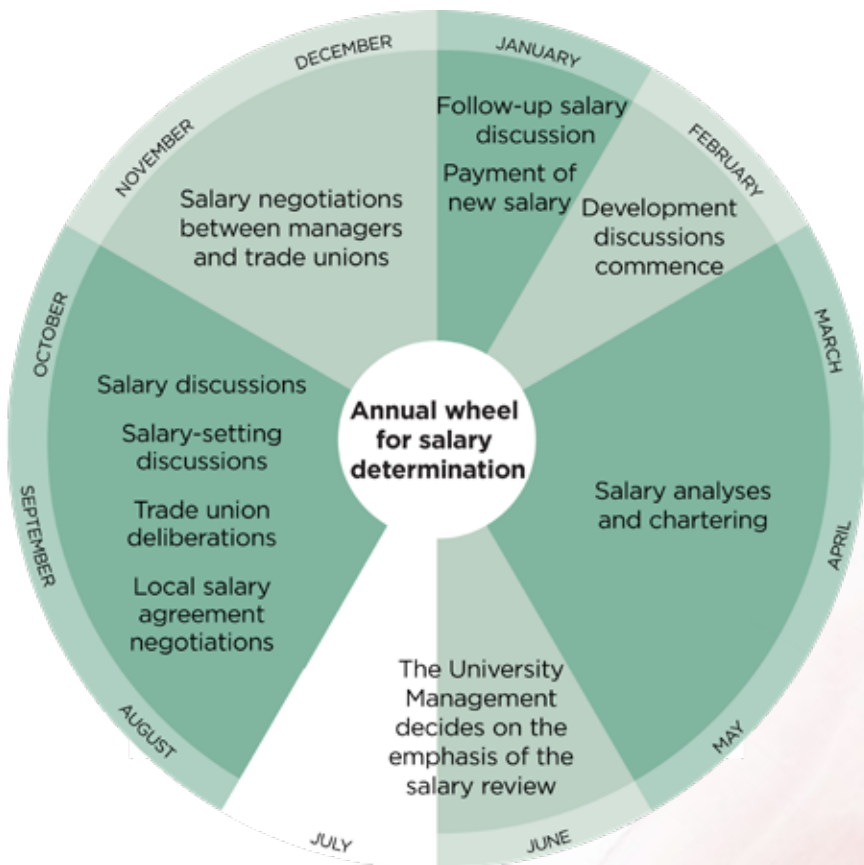 JANUARY
Follow-up salary
discussion
Payment of
new salary
FEBRUARY
Development
discussions
commence
MARCH
APRIL
MAY
Salary analyses
and chartering
JUNE
The University
Management
decides on the
emphasis of the
salary review
JULY
AUGUST
SEPTEMBER
OCTOBER
Salary discussions
Salary-setting
discussions
Trade union
deliberations
Local salary
agreement
negotiations
NOVEMBER
DECEMBER
Salary negotiations
between managers
and trade unions
Annual wheel
for salary
determination